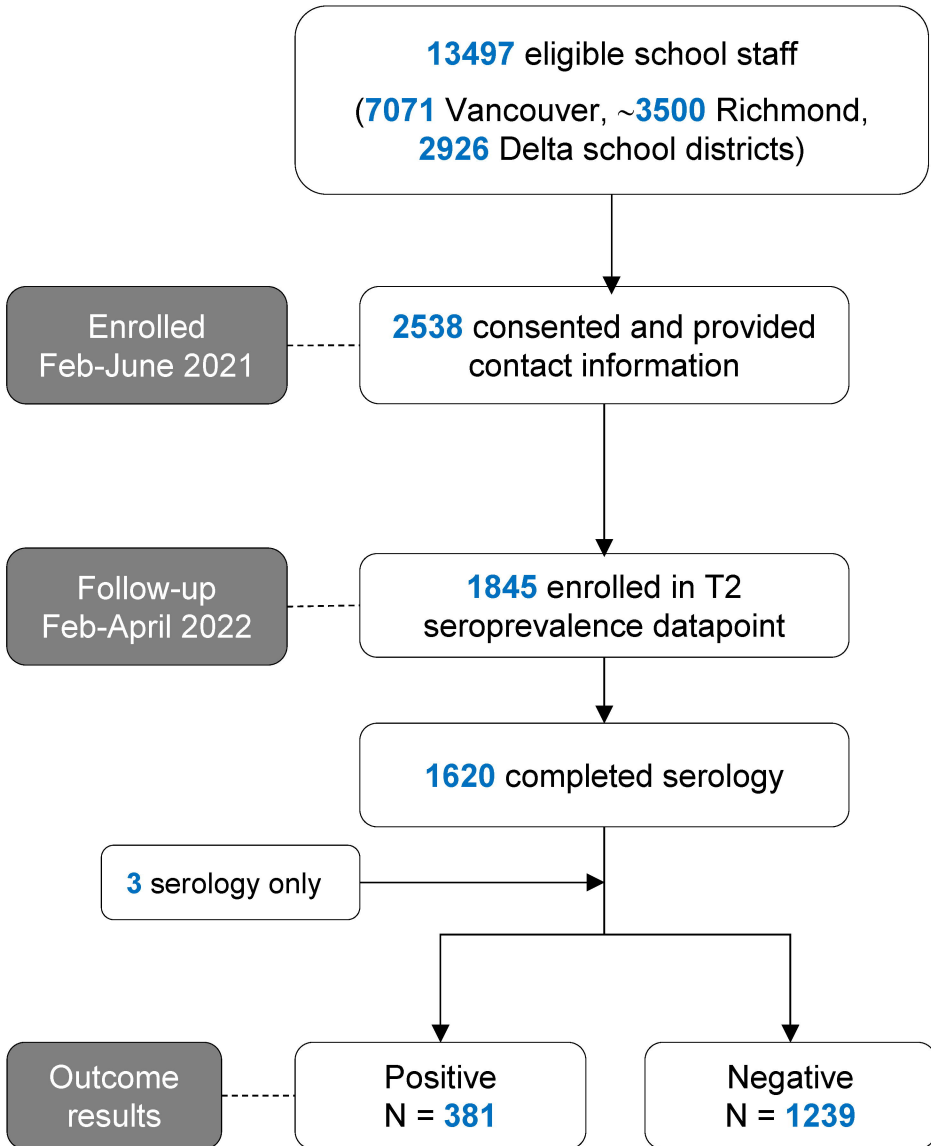 13497 eligible school staff
(7071 Vancouver, ~3500 Richmond,
2926 Delta school districts)
Enrolled
Feb-June 2021
2538 consented and provided
contact information
Follow-up
Feb-April 2022
1845 enrolled in T2
seroprevalence datapoint
1620 completed serology
3 serology only
Outcome
results
Positive
N = 381
Negative
N = 1239